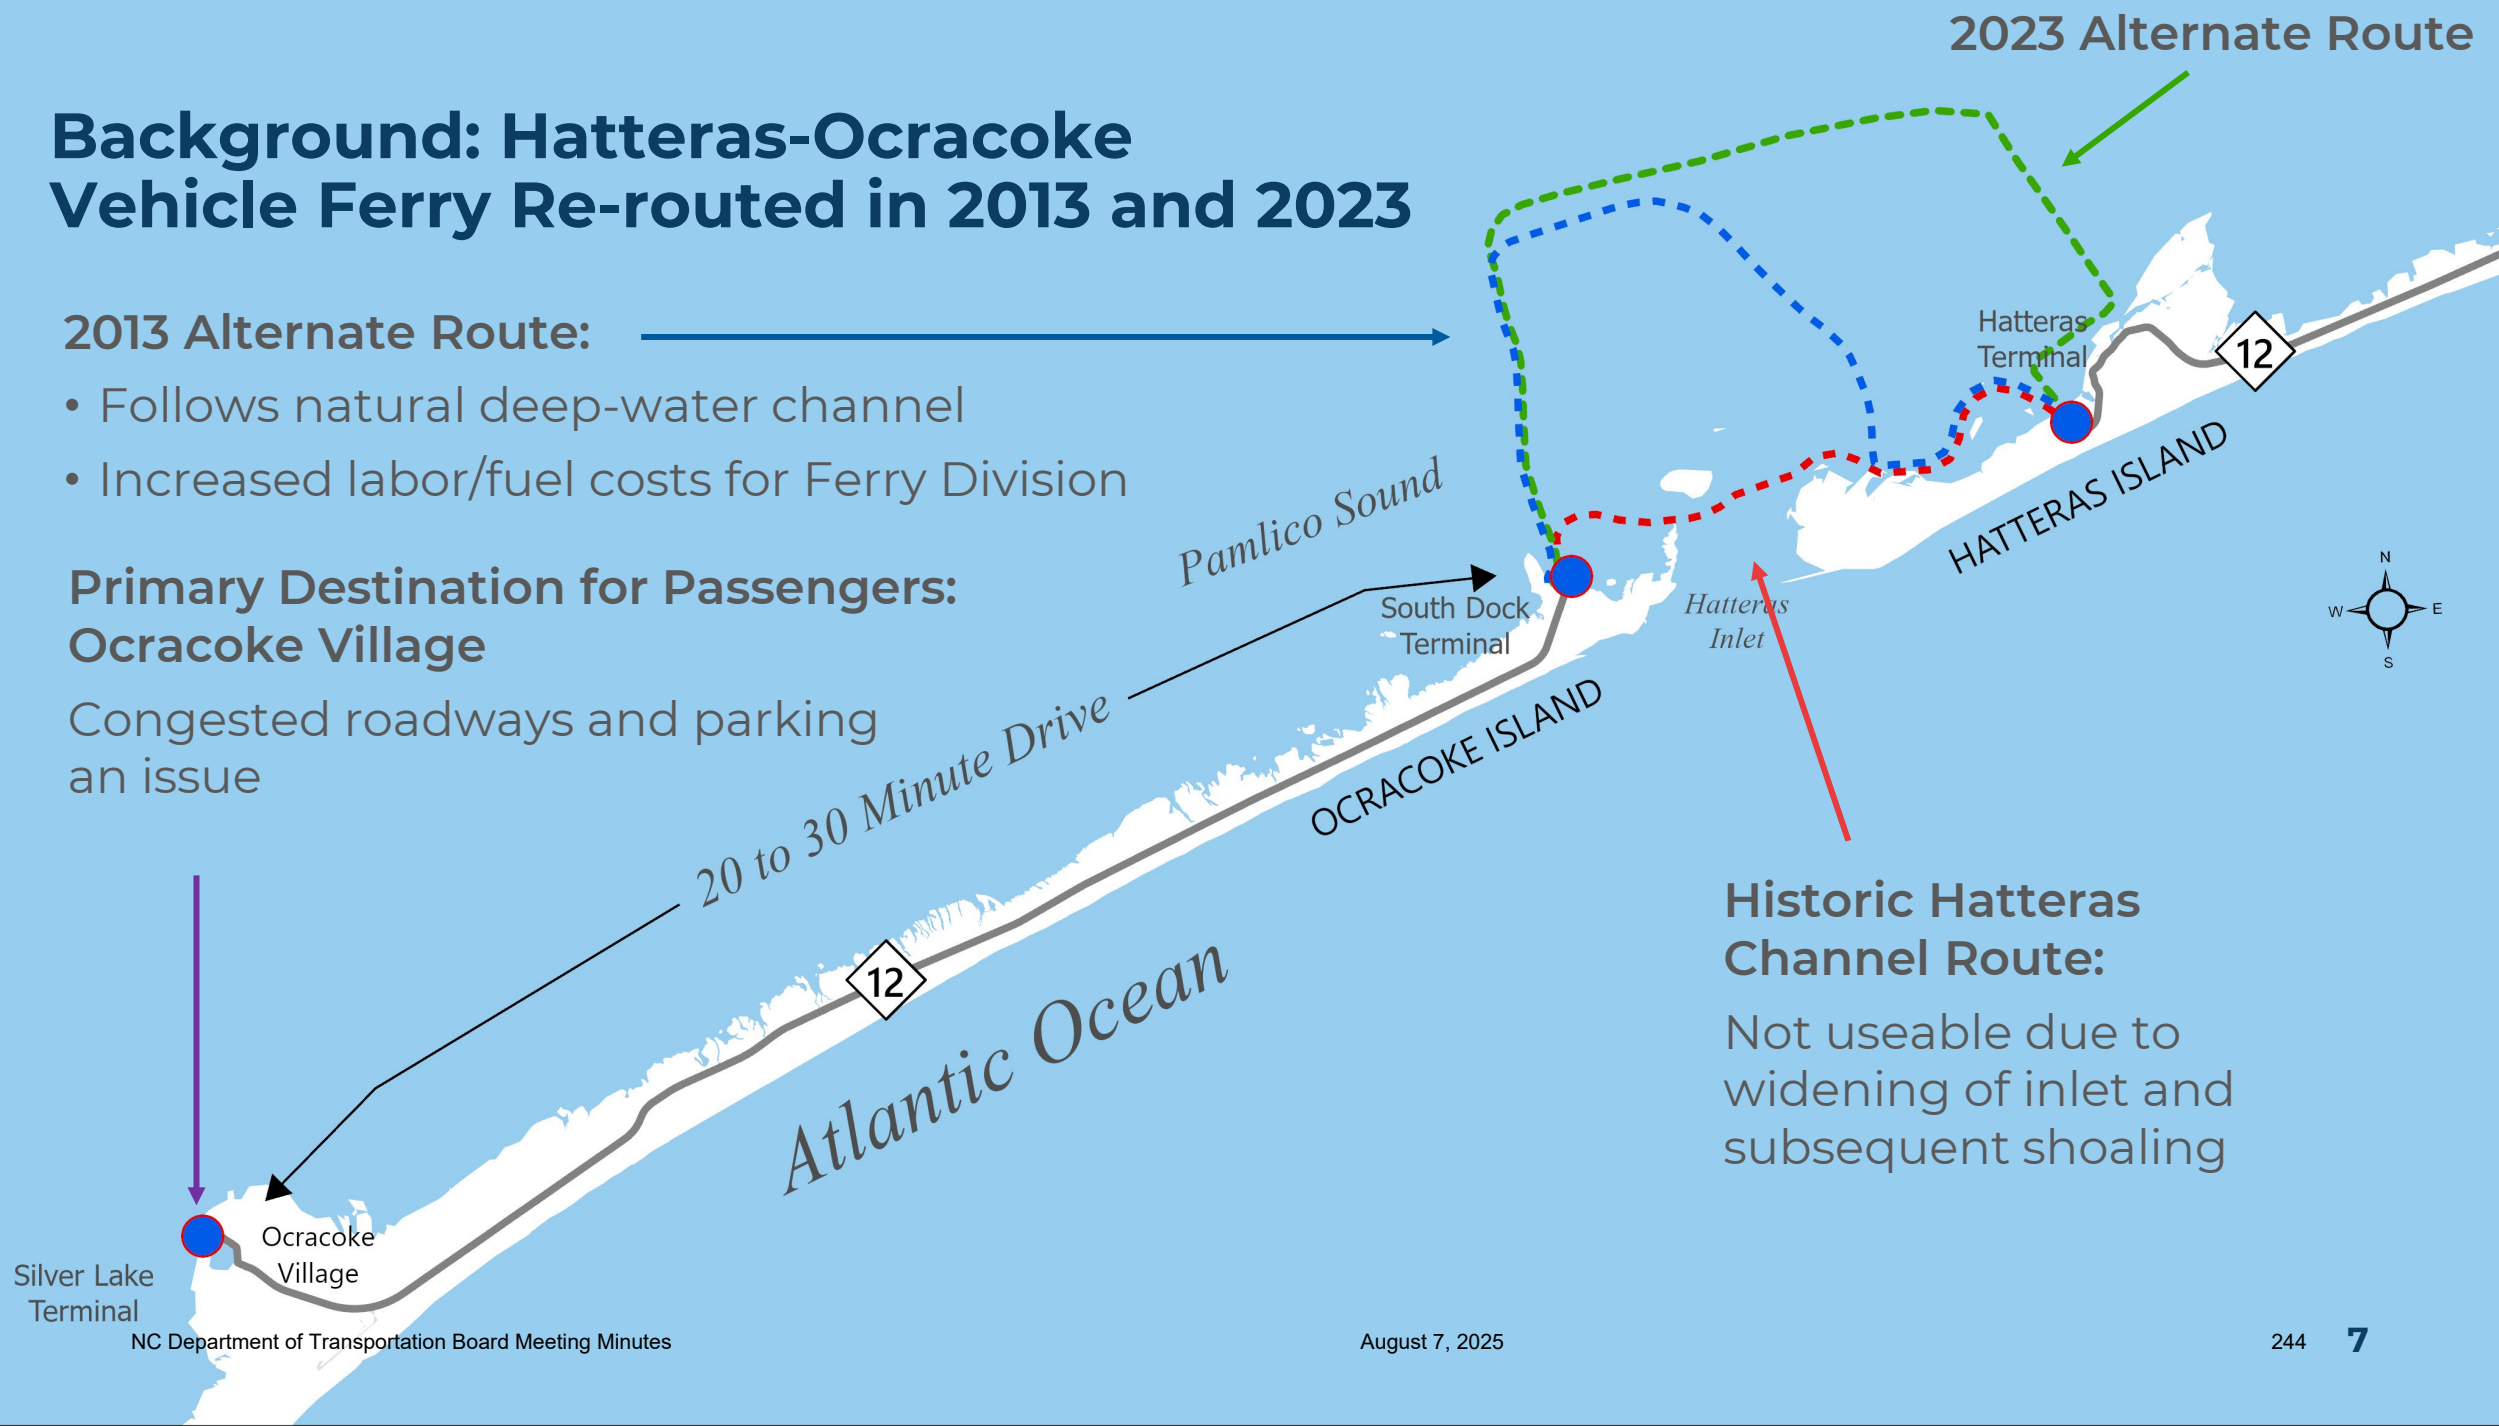 2023 Alternate Route
Background: Hatteras-Ocracoke
Vehicle Ferry Re-routed in 2013 and 2023
2013 Alternate Route:
• Follows natural deep-water channel
• Increased labor/fuel costs for Ferry Division
Primary Destination for Passengers:
Ocracoke Village
Congested roadways and parking
an issue
Hatteras
Terminal
12
HATTERAS ISLAND
Pamlico Sound
South Dock
Terminal
Hatteras
Inlet
N
W
E
S
20 to 30 Minute Drive
OCRACOKE ISLAND
12
Atlantic Ocean
Historic Hatteras
Channel Route:
Not useable due to
widening of inlet and
subsequent shoaling
Ocracoke
Village
Silver Lake
Terminal
NC Department of Transportation Board Meeting Minutes
August 7, 2025
244
7